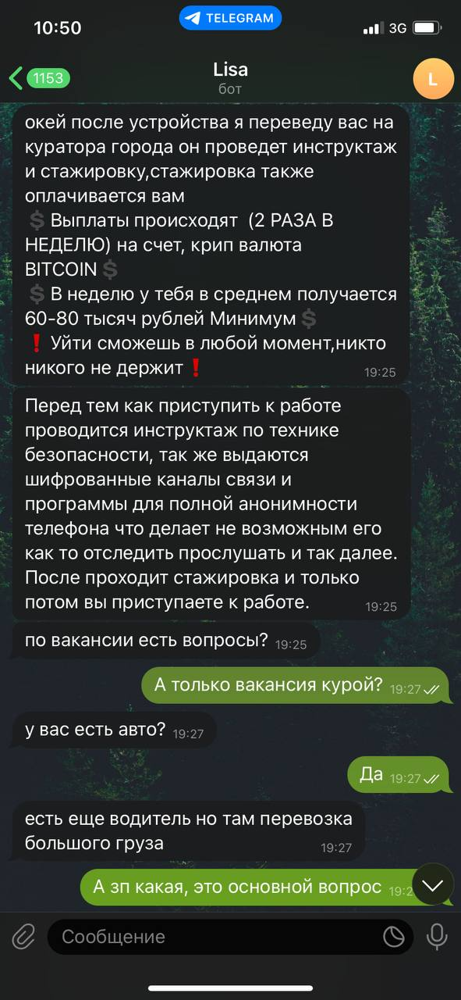 10:50
TELEGRAM
3G
1153
Lisa
L
бот
окей после устройства я переведу вас на
куратора города он проведет инструктаж
и стажировку,стажировка также
оплачивается вам
💲Выплаты происходят  (2 РАЗА В
НЕДЕЛЮ) на счет, крип валюта
BITCOIN💲
💲В неделю у тебя в среднем получается
60-80 тысяч рублей Минимум💲
❗Уйти сможешь в любой момент,никто
никого не держит❗
19:25
Перед тем как приступить к работе
проводится инструктаж по технике
безопасности, так же выдаются
шифрованные каналы связи и
программы для полной анонимности
телефона что делает не возможным его
как то отследить прослушать и так далее.
После проходит стажировка и только
потом вы приступаете к работе.
19:25
по вакансии есть вопросы? 19:25
А только вакансия курой? 19:27
у вас есть авто? 19:27
Да 19:27
есть еще водитель но там перевозка
большого груза
19:27
А зп какая, это основной вопрос
Сообщение